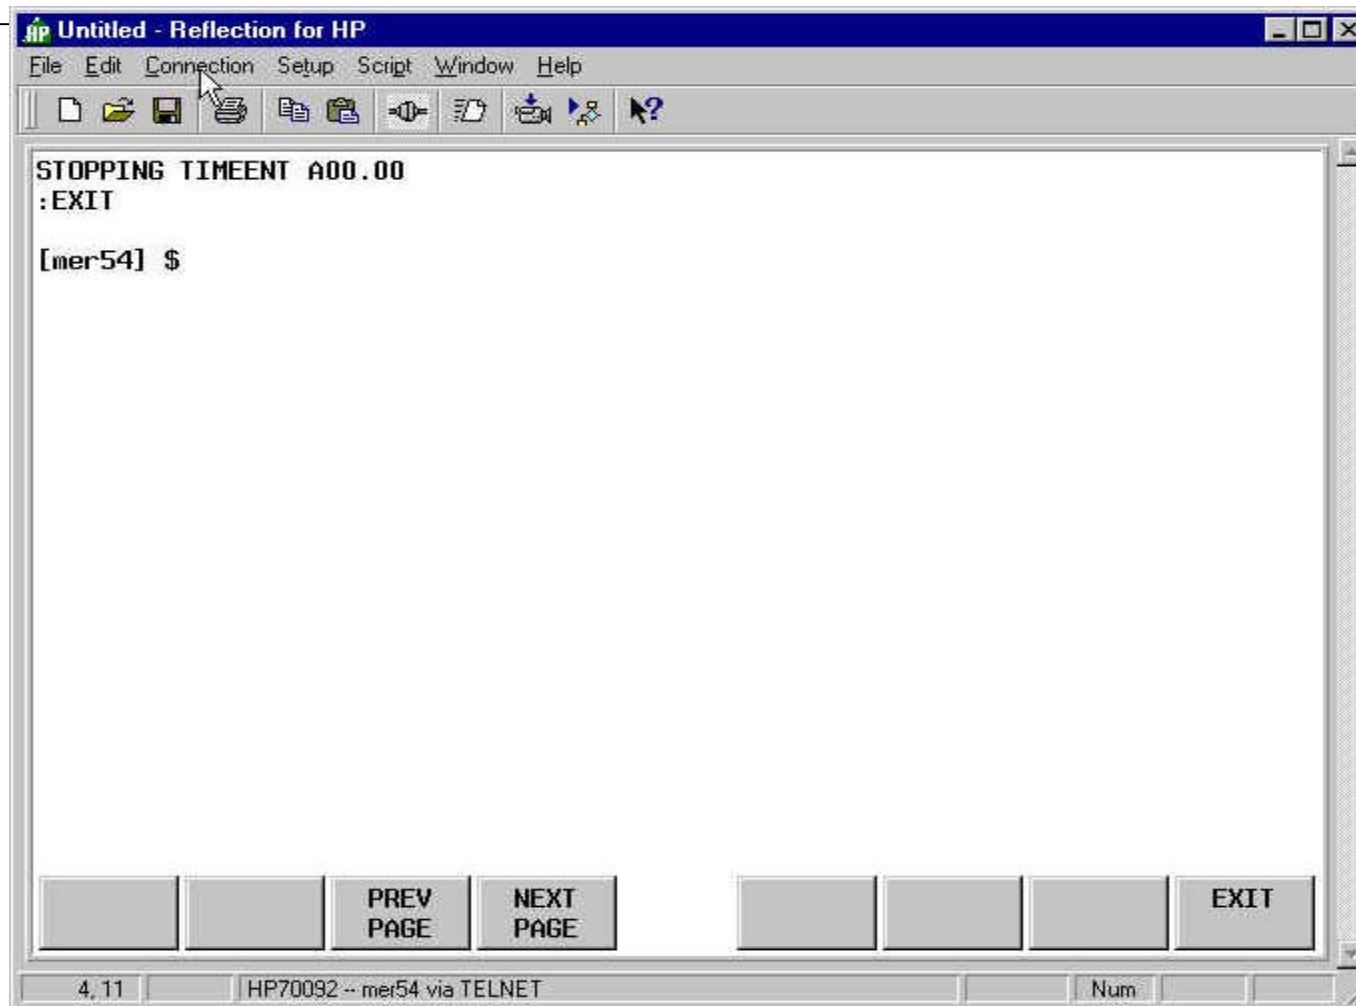 Untitled - Reflection for HP
File Edit Connection Setup Script Window Help
STOPPING TIMEENT A00.00
:EXIT
[mer54] $
PREV PAGE
NEXT PAGE
EXIT
4, 11 HP70092 -- mer54 via TELNET Num